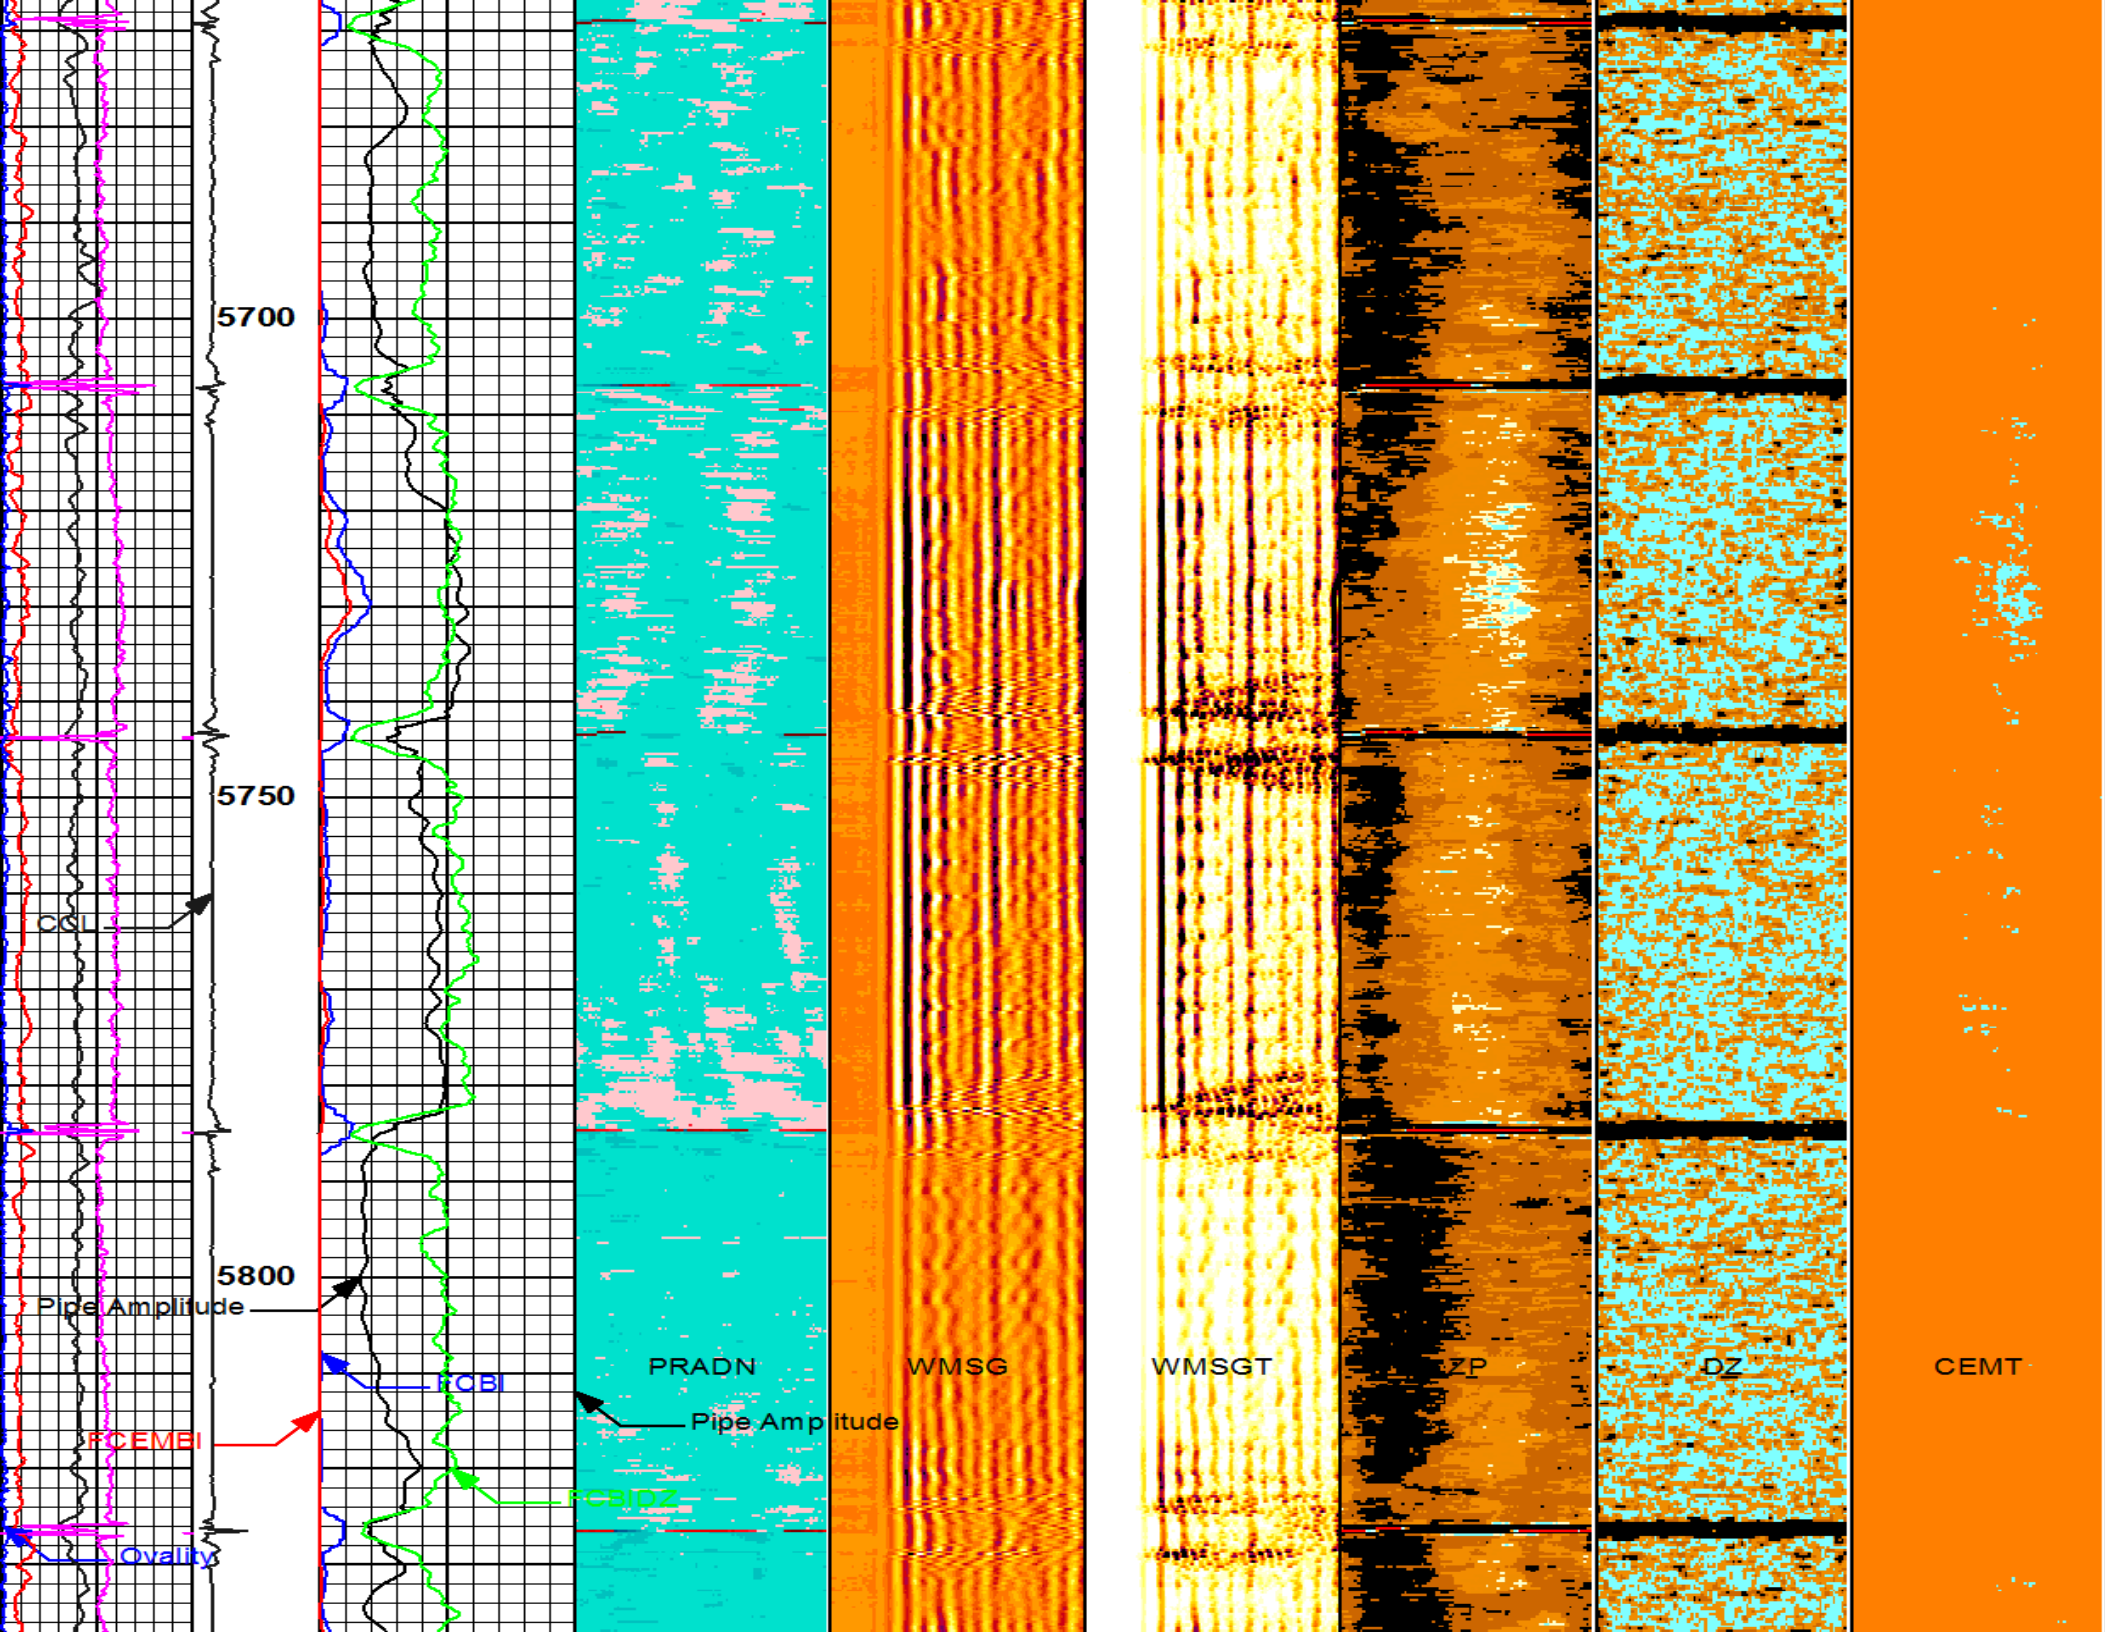 5700
5750
CCL
5800
Pipe Amplitude
PRADN
WMSG
WMSGT
ZP
DZ
CEMT
FCBI
Pipe Amplitude
FCEMBI
FCBIDZ
Ovality